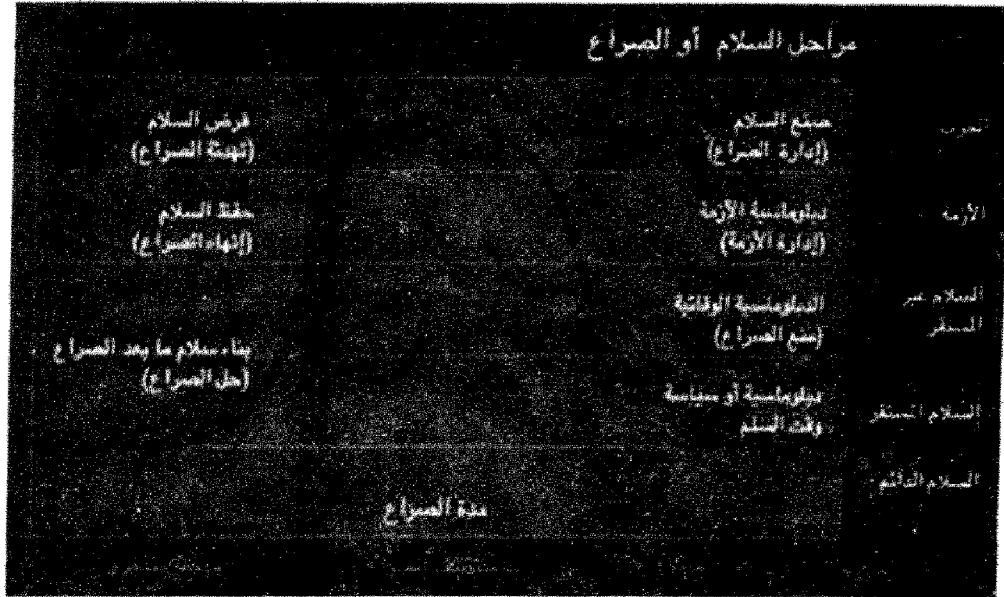 مراحل السلام أو الصراع
الحرب
صنع السلام
(إدارة الصراع)
فرض السلام
(تهدئة الصراع)
الأزمة
دبلوماسية الأزمة
(إدارة الأزمة)
حفظ السلام
(إنهاء الصراع)
السلام غير
المستقر
الدبلوماسية الوقائية
(منع الصراع)
بناء سلام ما بعد الصراع
(حل الصراع)
السلام المستقر
دبلوماسية أو سياسة
وقت السلم
السلام الدائم
مدة الصراع